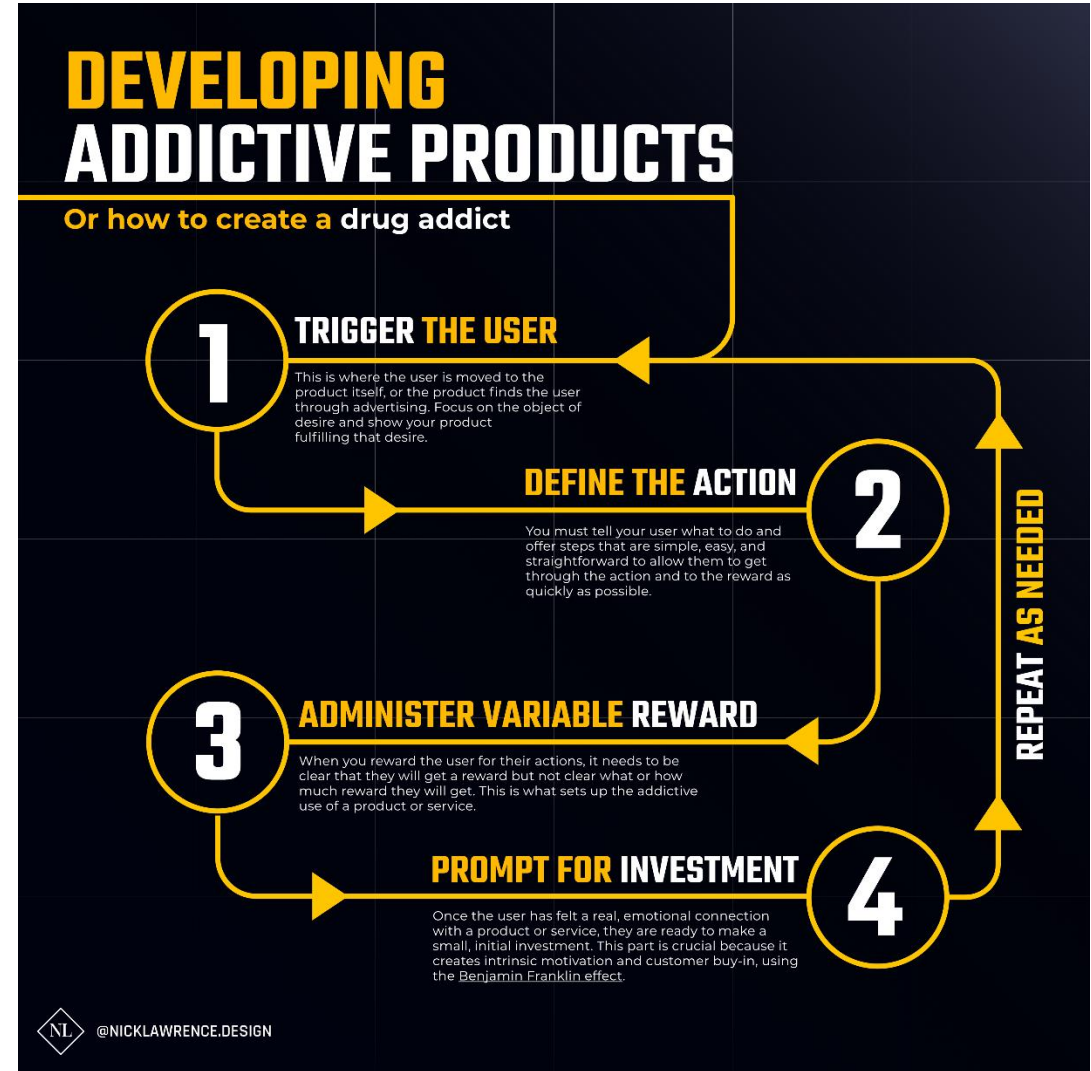 DEVELOPING
ADDICTIVE PRODUCTS
Or how to create a drug addict
1
TRIGGER THE USER
This is where the user is moved to the
product itself, or the product finds the user
through advertising. Focus on the object of
desire and show your product
fulfilling that desire.
DEFINE THE ACTION
2
You must tell your user what to do and
offer steps that are simple, easy, and
straightforward to allow them to get
through the action and to the reward as
quickly as possible.
3
ADMINISTER VARIABLE REWARD
When you reward the user for their actions, it needs to be
clear that they will get a reward but not clear what or how
much reward they will get. This is what sets up the addictive
use of a product or service.
PROMPT FOR INVESTMENT
4
Once the user has felt a real, emotional connection
with a product or service, they are ready to make a
small, initial investment. This part is crucial because it
creates intrinsic motivation and customer buy-in, using
the Benjamin Franklin effect.
REPEAT AS NEEDED
NL
@NICKLAWRENCE.DESIGN